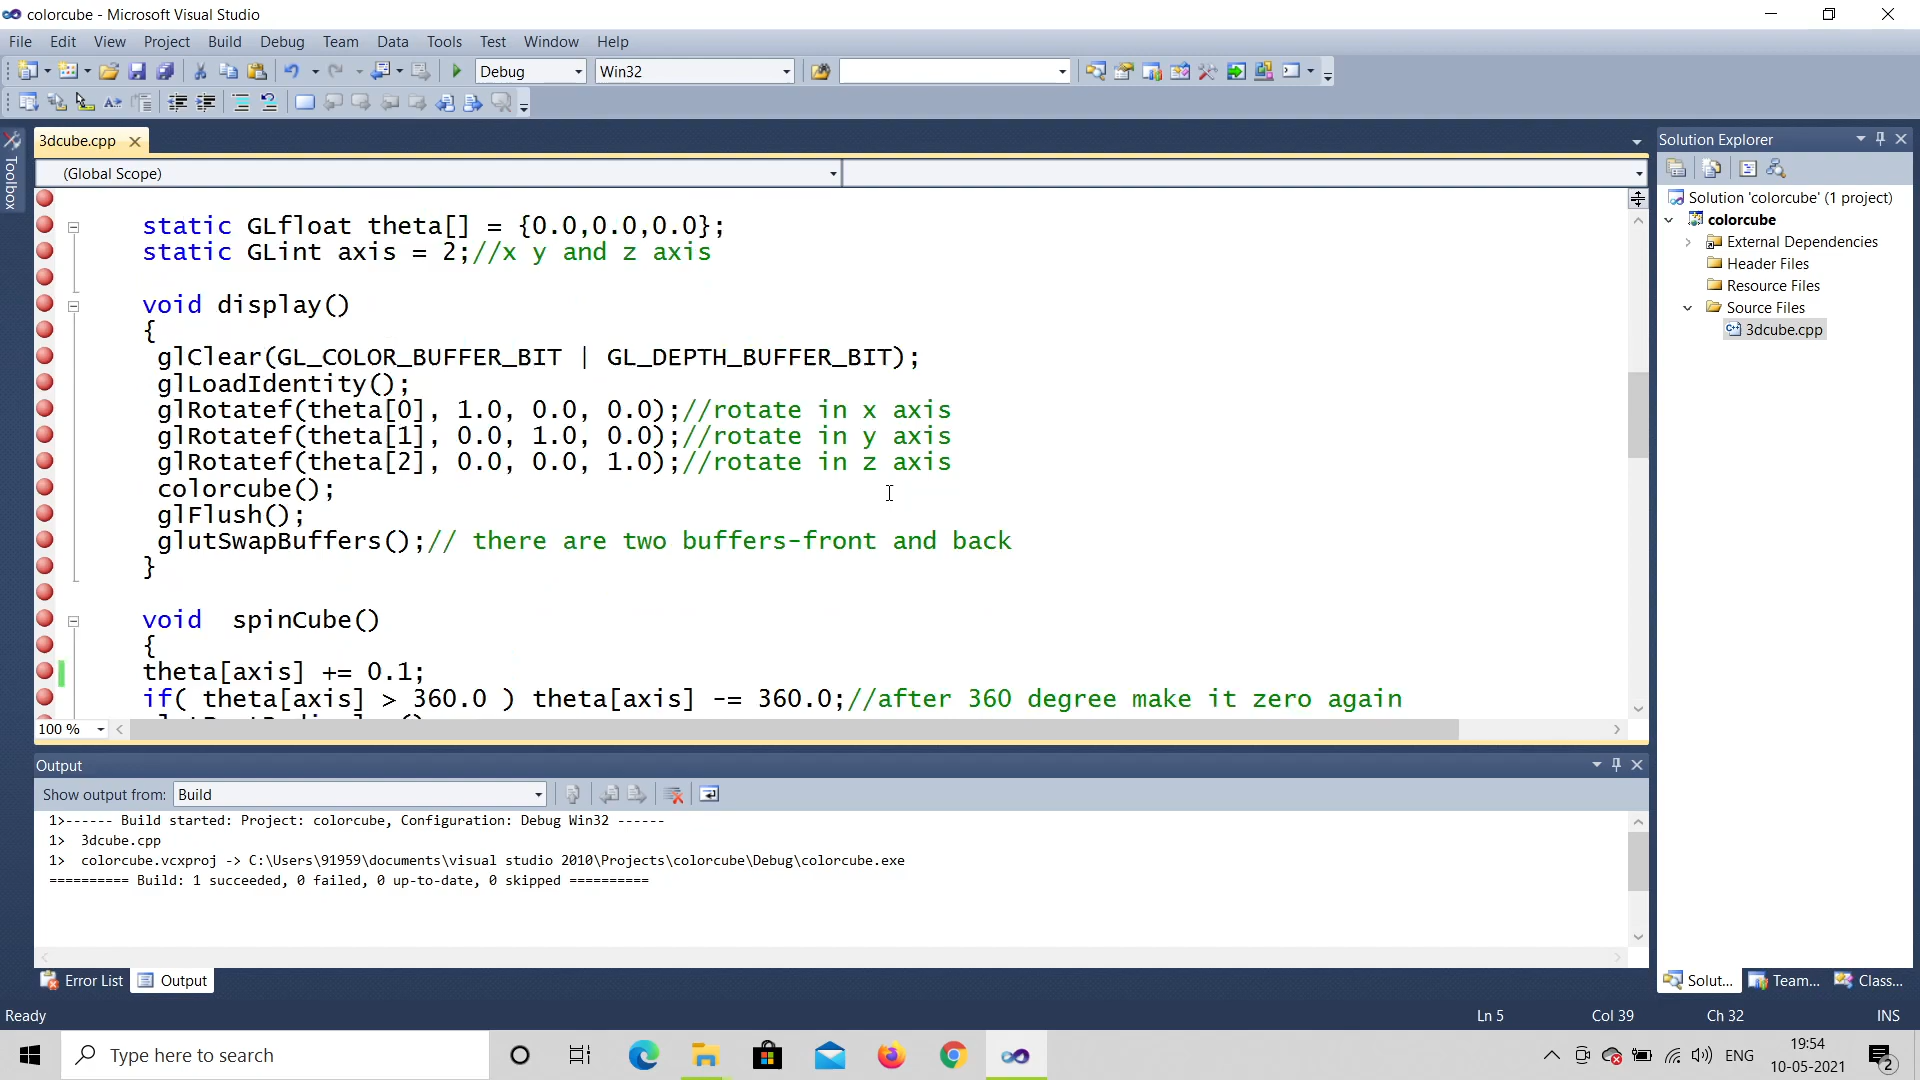 colorcube - Microsoft Visual Studio
File Edit View Project Build Debug Team Data Tools Test Window Help
Debug Win32
3dcube.cpp
Solution Explorer
Toolbox
(Global Scope)
static GLfloat theta[] = {0.0,0.0,0.0};
static GLint axis = 2;//x y and z axis
void display()
{
glClear(GL_COLOR_BUFFER_BIT | GL_DEPTH_BUFFER_BIT);
glLoadIdentity();
glRotatef(theta[0], 1.0, 0.0, 0.0);//rotate in x axis
glRotatef(theta[1], 0.0, 1.0, 0.0);//rotate in y axis
glRotatef(theta[2], 0.0, 0.0, 1.0);//rotate in z axis
colorcube();
glFlush();
glutSwapBuffers();// there are two buffers-front and back
}
void  spinCube()
{
theta[axis] += 0.1;
if( theta[axis] > 360.0 ) theta[axis] -= 360.0;//after 360 degree make it zero again
100 %
Solution 'colorcube' (1 project)
colorcube
External Dependencies
Header Files
Resource Files
Source Files
3dcube.cpp
Output
Show output from: Build
1>------ Build started: Project: colorcube, Configuration: Debug Win32 ------
1>  3dcube.cpp
1>  colorcube.vcxproj -> C:\Users\91959\documents\visual studio 2010\Projects\colorcube\Debug\colorcube.exe
========== Build: 1 succeeded, 0 failed, 0 up-to-date, 0 skipped ==========
Error List Output
Solut... Team... Class...
Ready Ln 5 Col 39 Ch 32 INS
Type here to search
ENG
19:54
10-05-2021
2